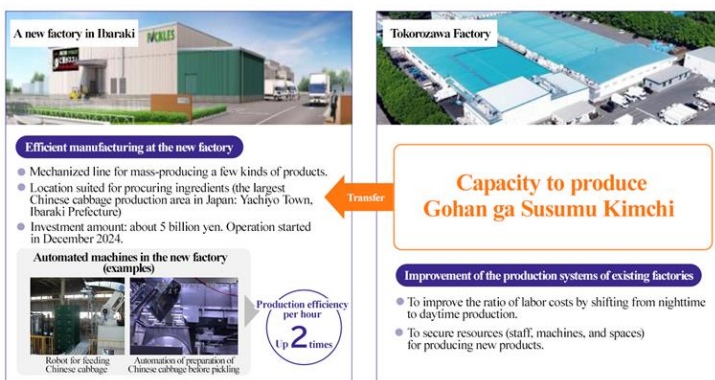 A new factory in Ibaraki
PICKLES
Efficient manufacturing at the new factory
Mechanized line for mass-producing a few kinds of products.
Location suited for procuring ingredients (the largest
Chinese cabbage production area in Japan: Yachiyo Town,
Ibaraki Prefecture)
Investment amount: about 5 billion yen. Operation started
in December 2024.
Automated machines in the new factory
(examples)
Robot for feeding
Chinese cabbage
Automation of preparation of
Chinese cabbage before pickling
Production efficiency
per hour
Up 2 times
Transfer
Tokorozawa Factory
Capacity to produce
Gohan ga Susumu Kimchi
Improvement of the production systems of existing factories
To improve the ratio of labor costs by shifting from nighttime
to daytime production.
To secure resources (staff, machines, and spaces)
for producing new products.